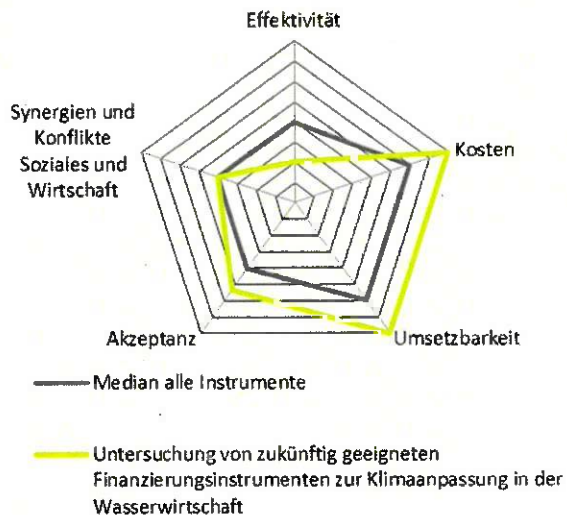 Effektivität
Synergien und
Konflikte
Soziales und
Wirtschaft
Kosten
Akzeptanz
Umsetzbarkeit
Median alle Instrumente
Untersuchung von zukünftig geeigneten
Finanzierungsinstrumenten zur Klimaanpassung in der
Wasserwirtschaft